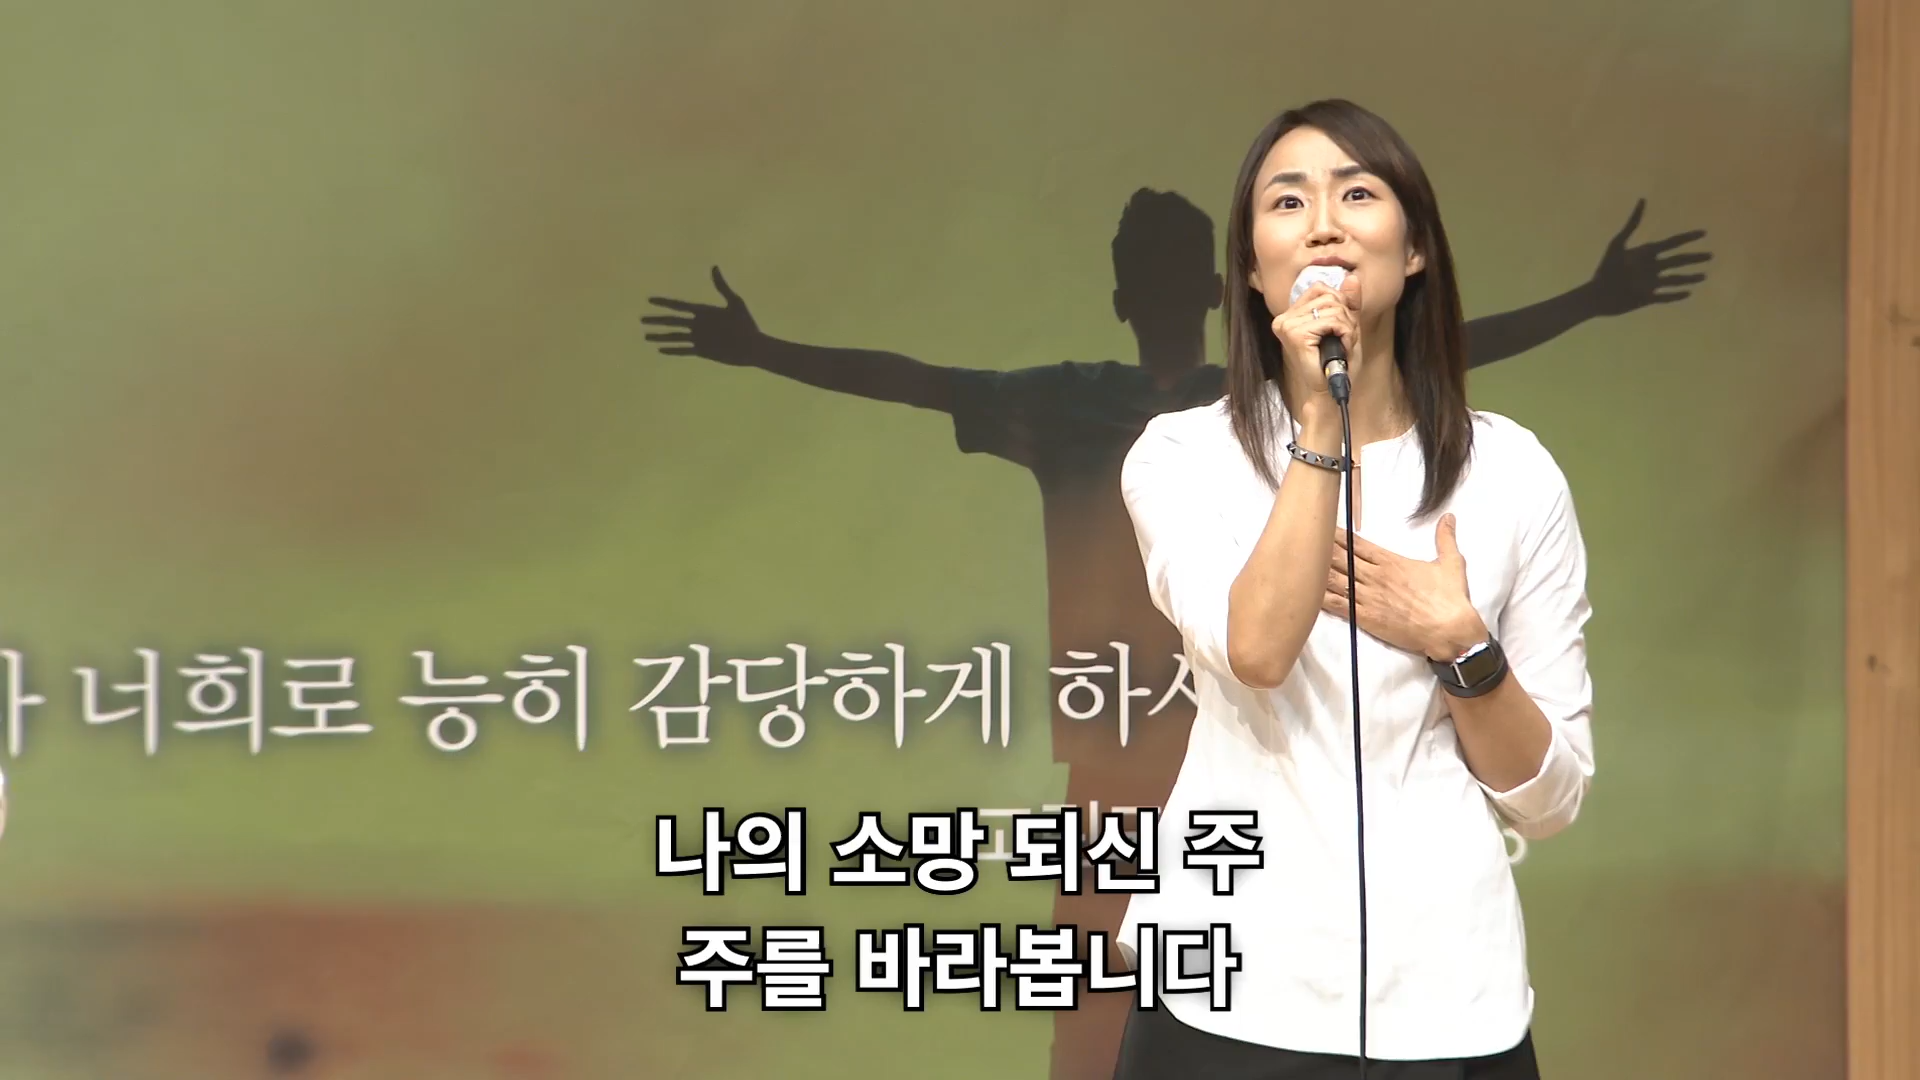 너희로 능히 감당하게
나의 소망 되신 주
주를 바라봅니다